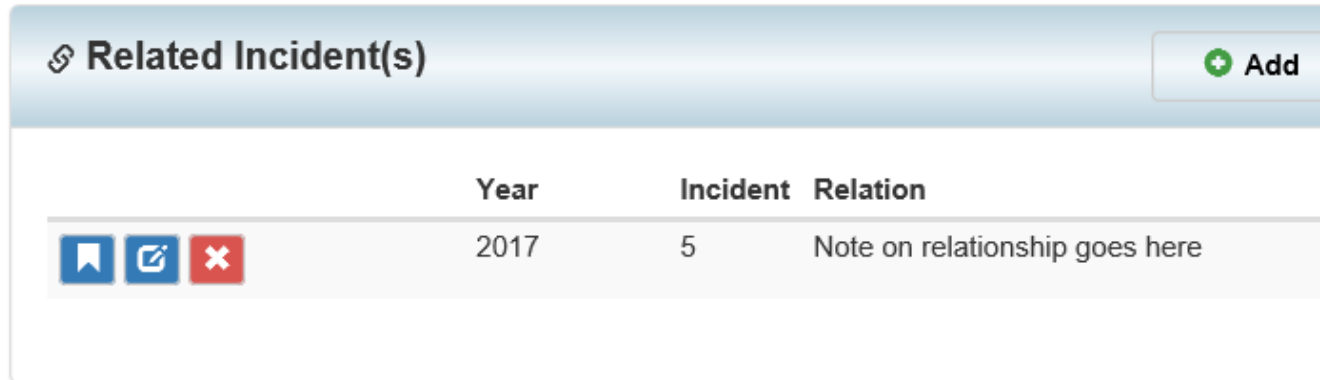 Related Incident(s)
Add
Year Incident Relation
2017 5 Note on relationship goes here